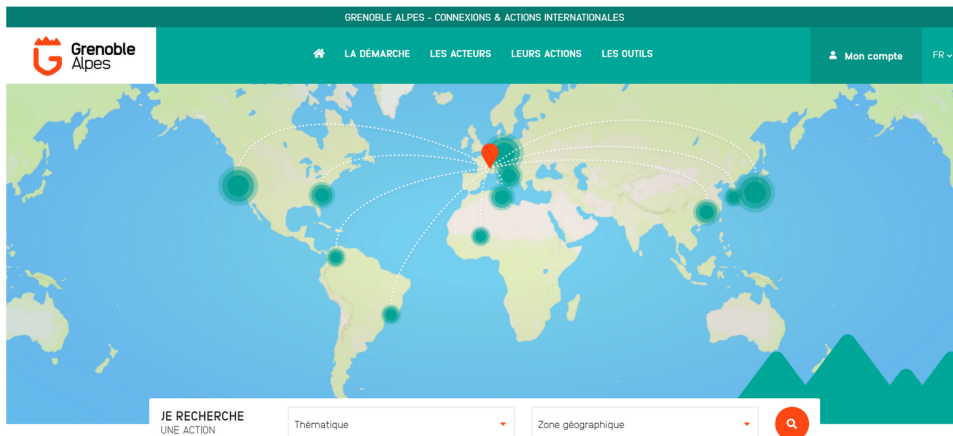 GRENOBLE ALPES - CONNEXIONS & ACTIONS INTERNATIONALES
Grenoble
Alpes
LA DÉMARCHE LES ACTEURS LEURS ACTIONS LES OUTILS
Mon compte
FR
JE RECHERCHE
UNE ACTION
Thématique
Zone géographique